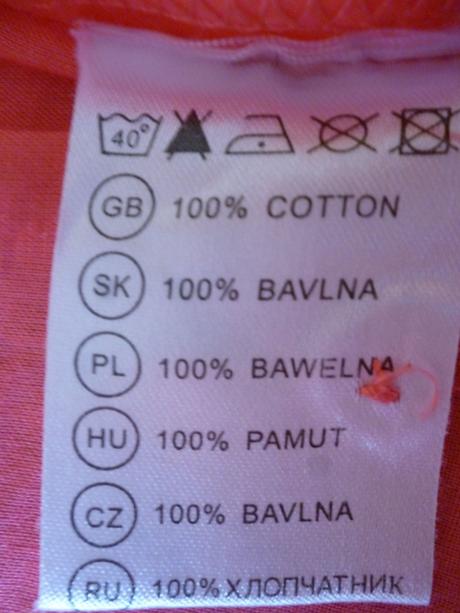 40°
GB 100% COTTON
SK 100% BAVLNA
PL 100% BAWELNA
HU 100% PAMUT
CZ 100% BAVLNA
RU 100% ХЛОПЧАТНИК